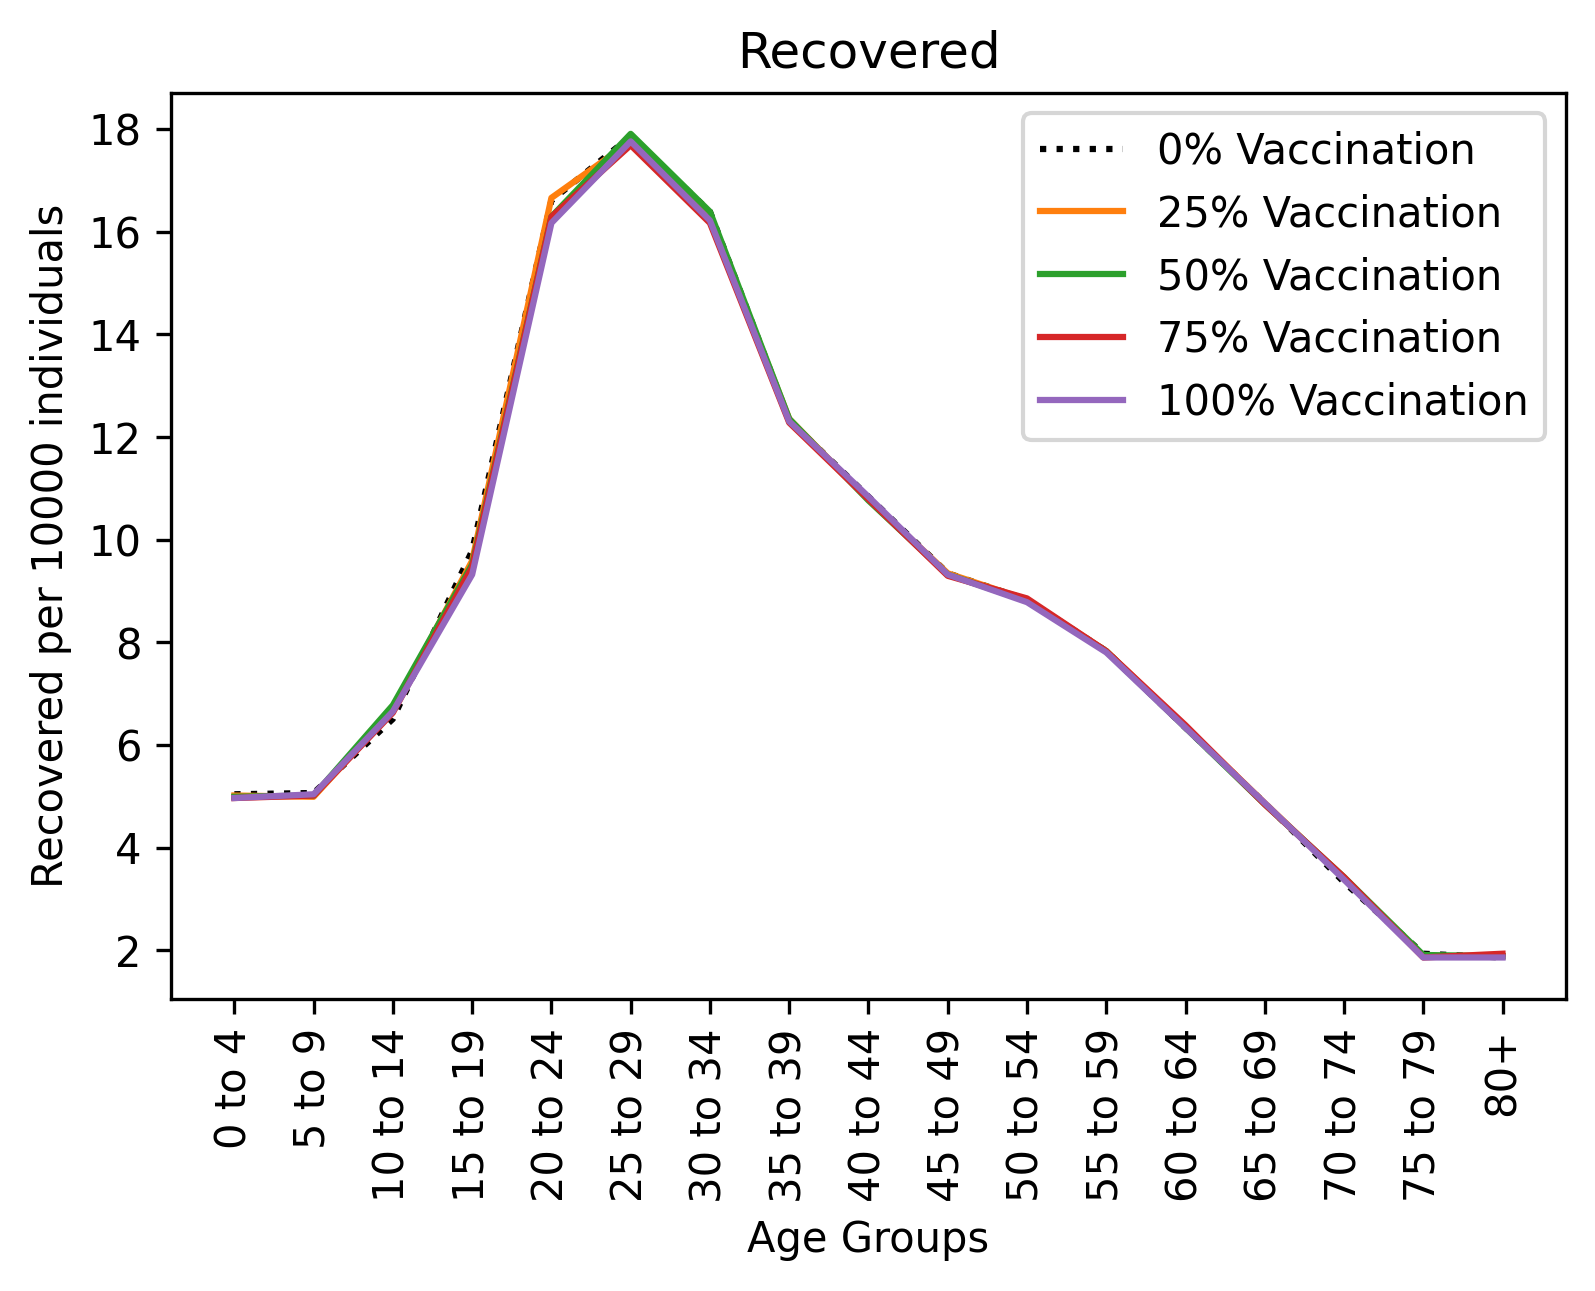 Recovered
Recovered per 10000 individuals
18
16
14
12
10
8
6
4
2
0% Vaccination
25% Vaccination
50% Vaccination
75% Vaccination
100% Vaccination
0 to 4
5 to 9
10 to 14
15 to 19
20 to 24
25 to 29
30 to 34
35 to 39
40 to 44
45 to 49
50 to 54
55 to 59
60 to 64
65 to 69
70 to 74
75 to 79
80+
Age Groups